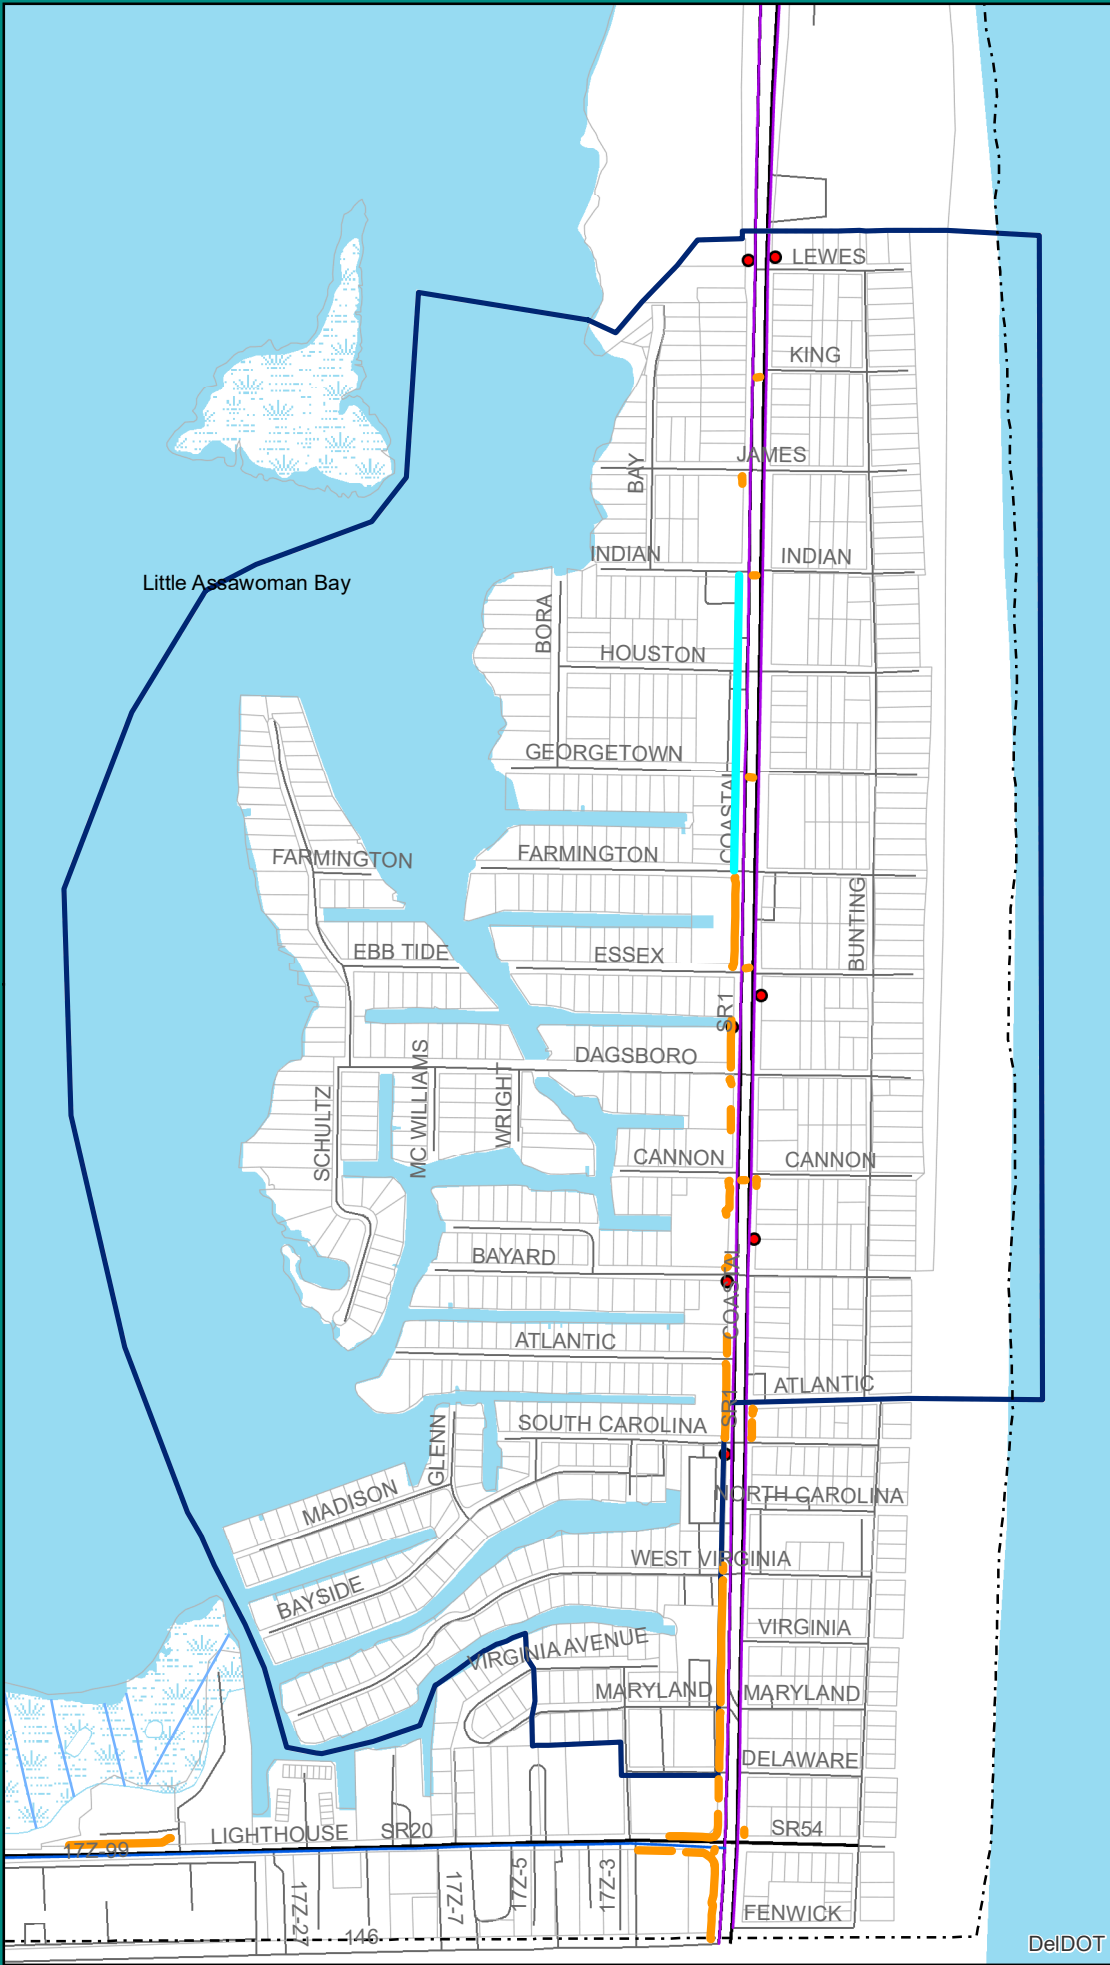 LEWES
KING
JAMES
BAY
INDIAN
INDIAN
Little Assawoman Bay
BORA
HOUSTON
GEORGETOWN
COASTAL
FARMINGTON
FARMINGTON
BUNTING
EBB TIDE
ESSEX
SR1
DAGSBORO
MC WILLIAMS
WRIGHT
SCHULTZ
CANNON
CANNON
BAYARD
COASTAL
ATLANTIC
ATLANTIC
SR1
SOUTH CAROLINA
GLENN
MADISON
NORTH CAROLINA
WEST VIRGINIA
BAYSIDE
VIRGINIA
VIRGINIA AVENUE
MARYLAND
MARYLAND
DELAWARE
LIGHTHOUSE
SR20
SR54
17Z-99
17Z-27
17Z-7
17Z-5
17Z-3
FENWICK
146
DelDOT